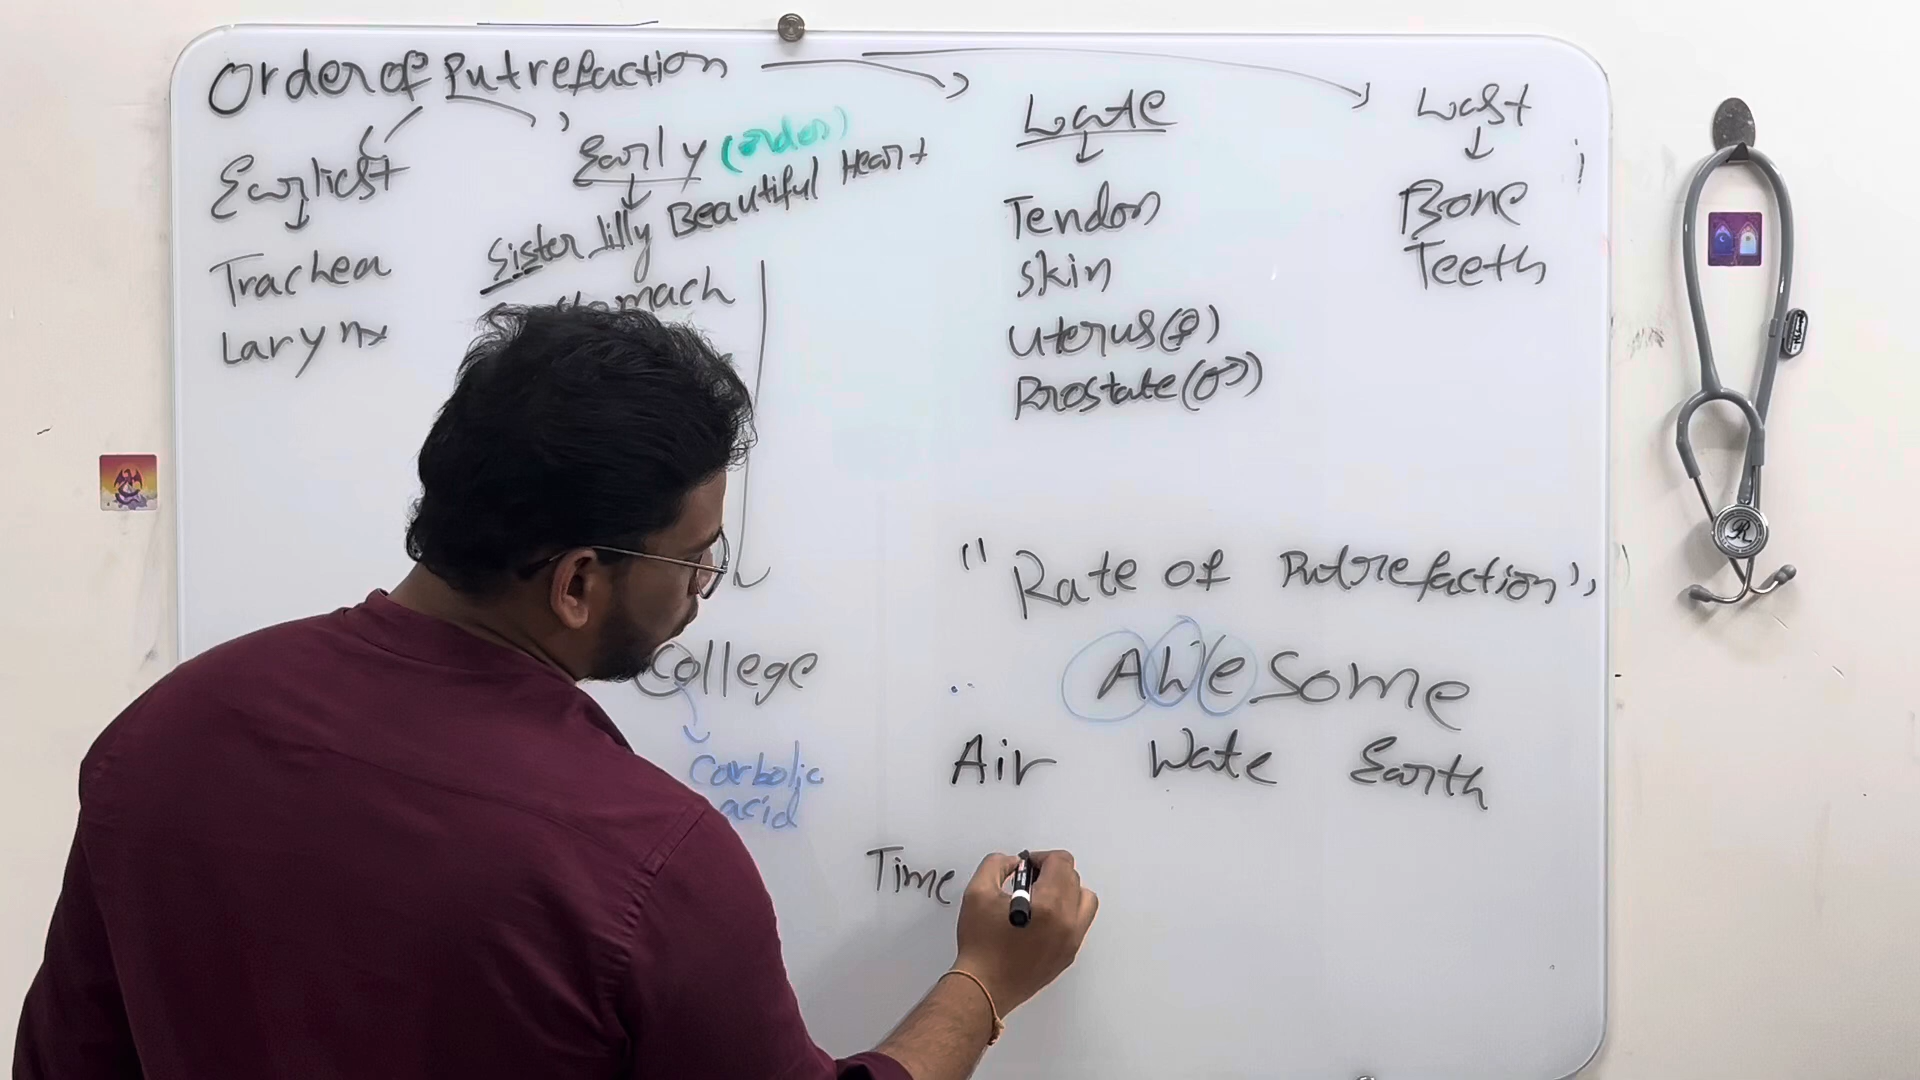 Order of Putrefaction
Earliest
Trachea
Larynx
Early (order)
Sister lilly Beautiful Heart
Stomach
College
Carbolic
acid
Late
Tendon
Skin
Uterus(♀)
Prostate(♂)
Last
Bone
Teeth
"Rate of Putrefaction"
AWeSome
Air Wate Earth
Time